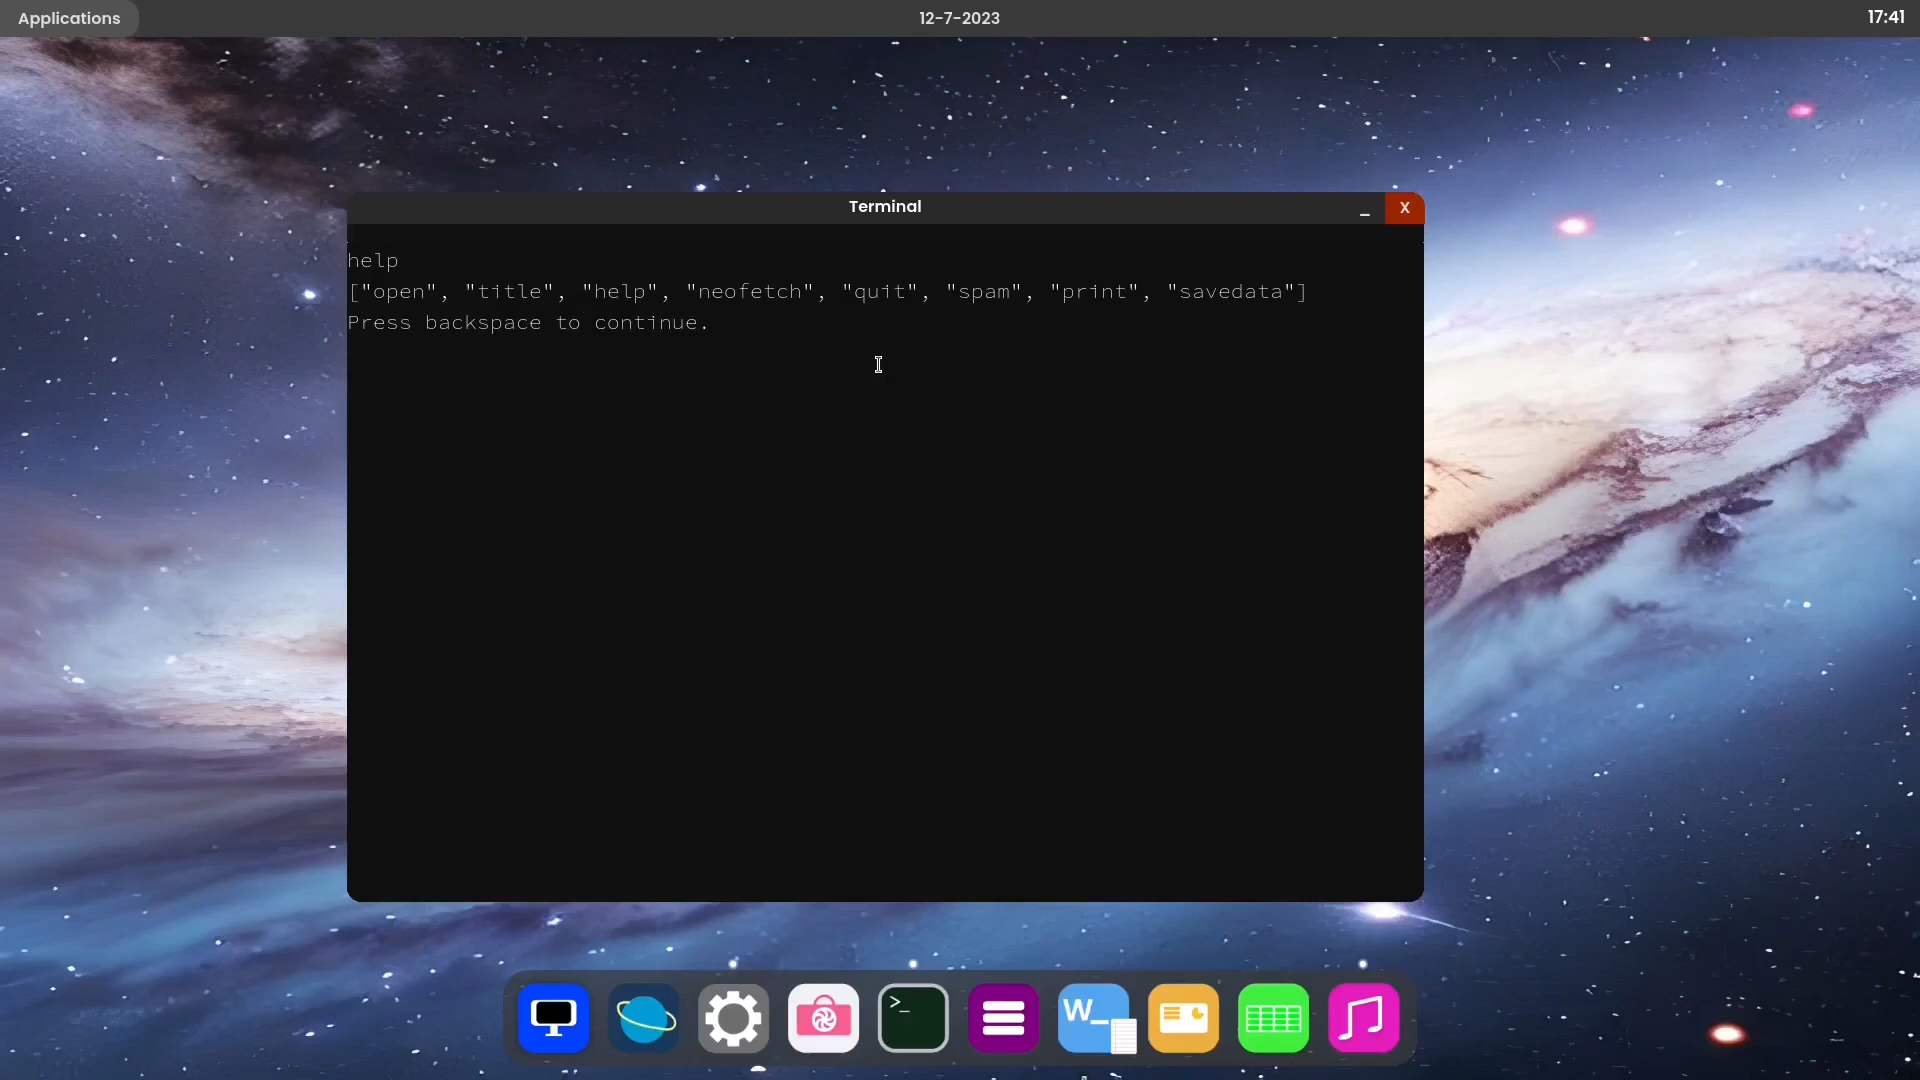 Applications 12-7-2023 17:41
Terminal _ X
help
["open", "title", "help", "neofetch", "quit", "spam", "print", "savedata"]
Press backspace to continue.
>_
W_